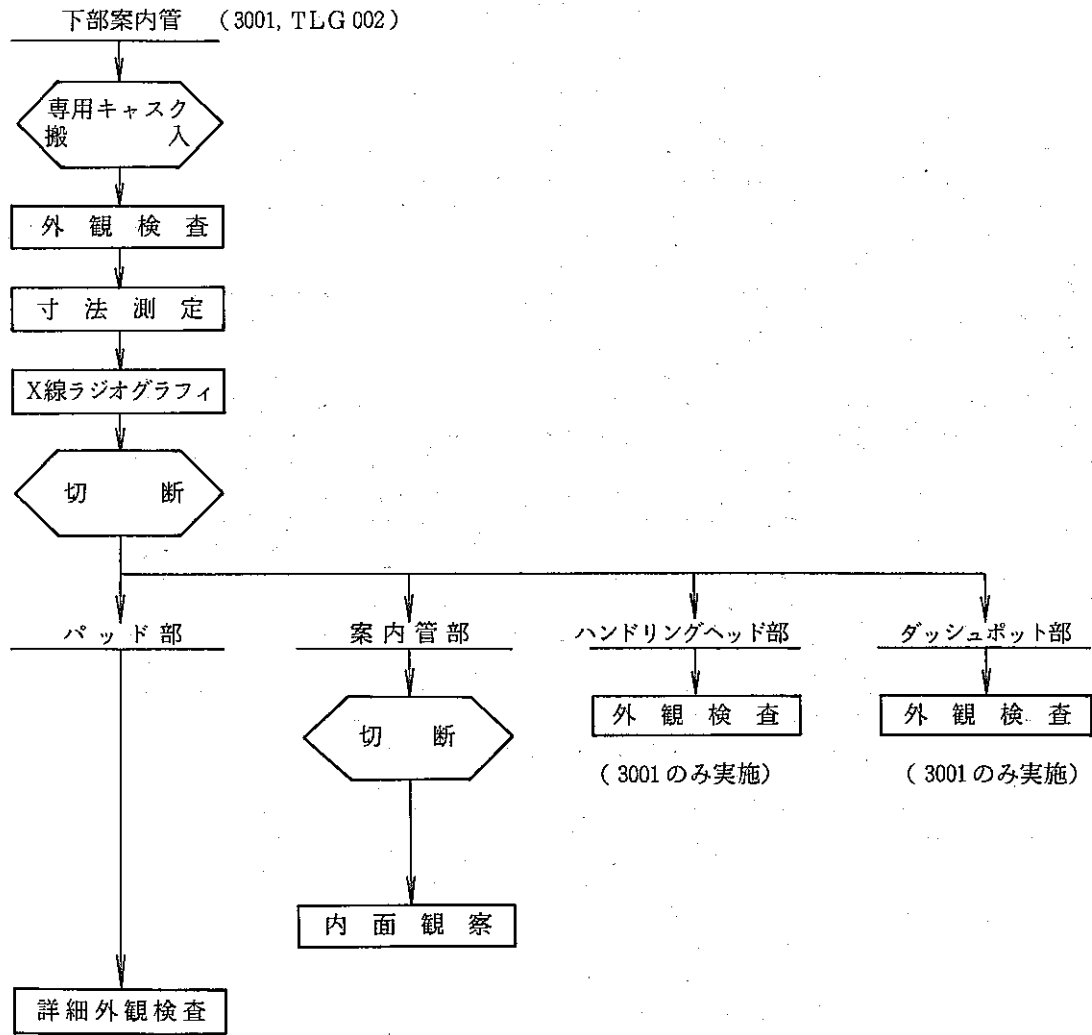 下部案内管 (3001, TLG 002)
専用キャスク
搬入
外観検査
寸法測定
X線ラジオグラフィ
切断
パッド部 案内管部 ハンドリングヘッド部 ダッシュポット部
切断 外観検査 外観検査
(3001のみ実施) (3001のみ実施)
内面観察
詳細外観検査